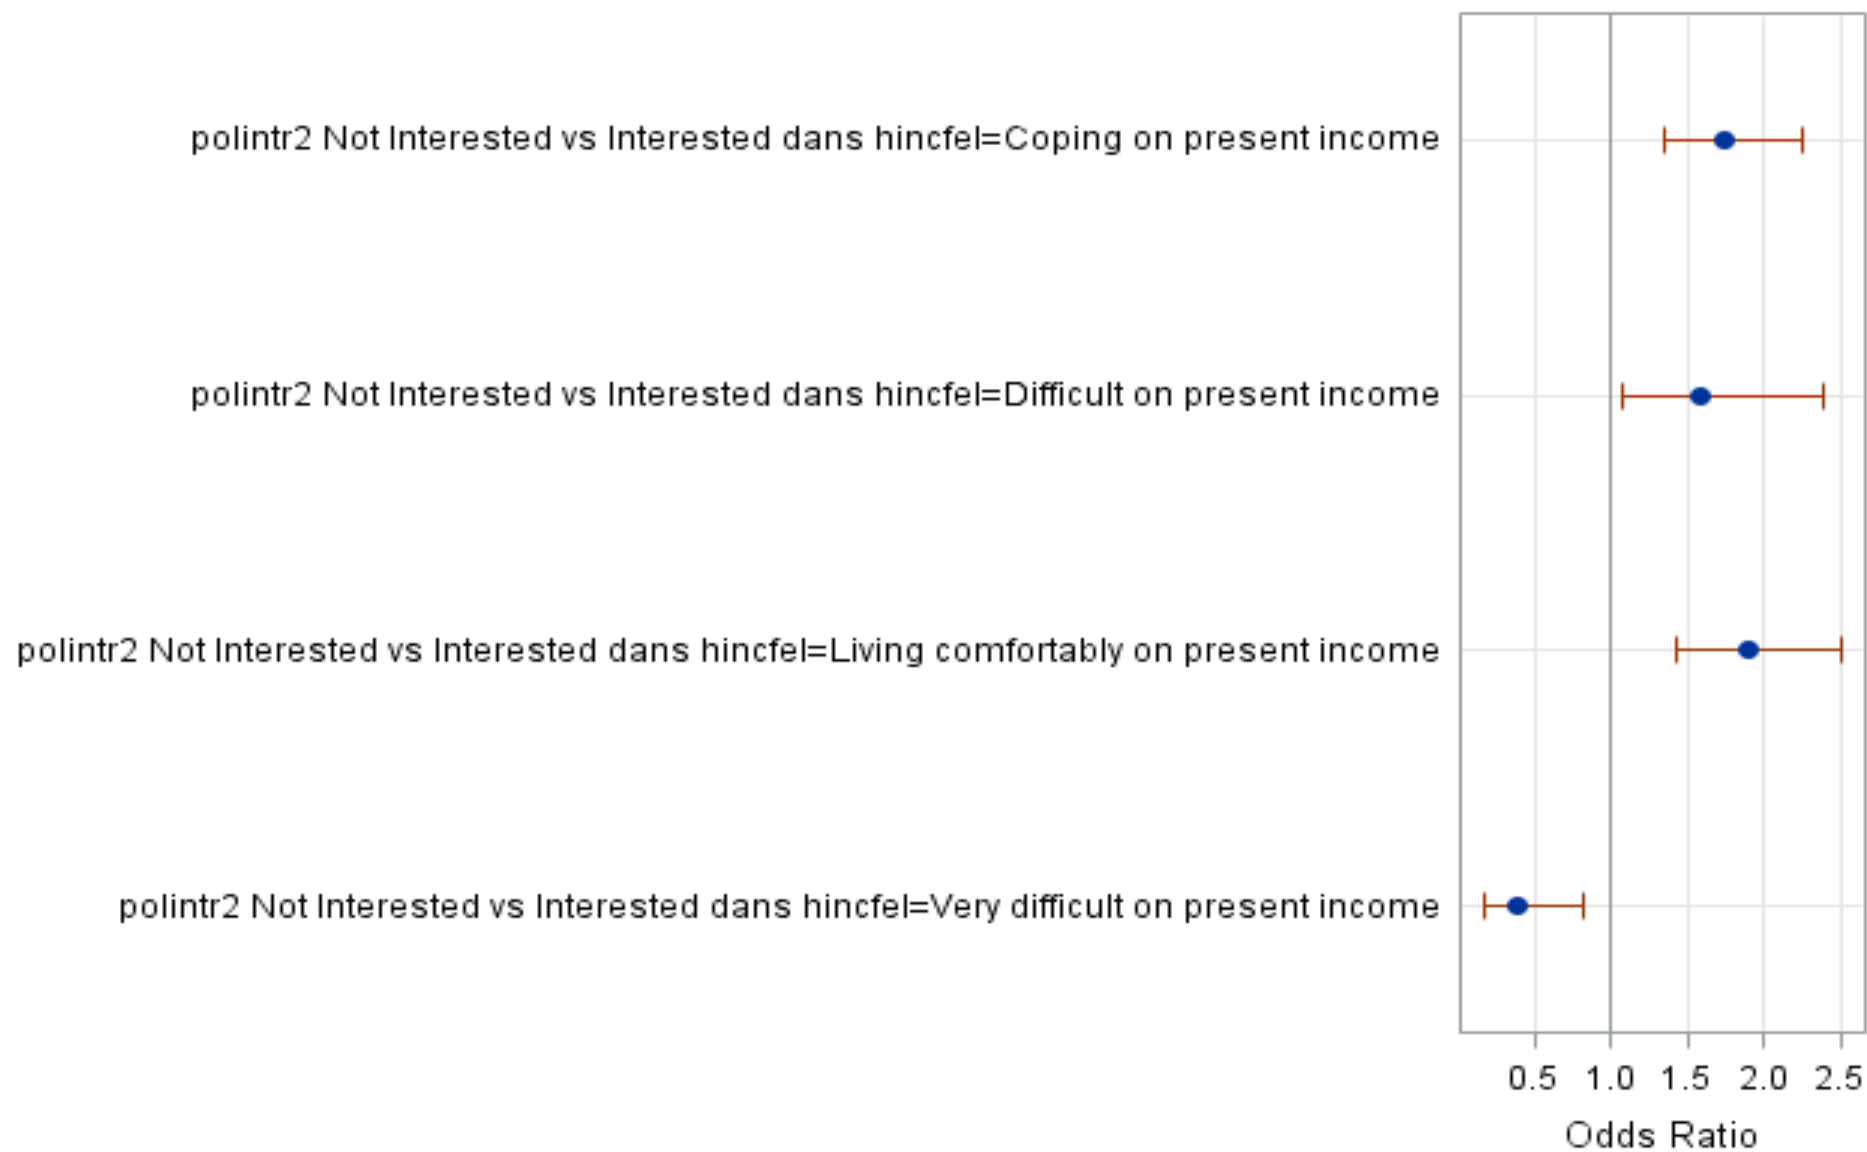 polintr2 Not Interested vs Interested dans hincfel=Coping on present income
polintr2 Not Interested vs Interested dans hincfel=Difficult on present income
polintr2 Not Interested vs Interested dans hincfel=Living comfortably on present income
polintr2 Not Interested vs Interested dans hincfel=Very difficult on present income
0.5 1.0 1.5 2.0 2.5
Odds Ratio